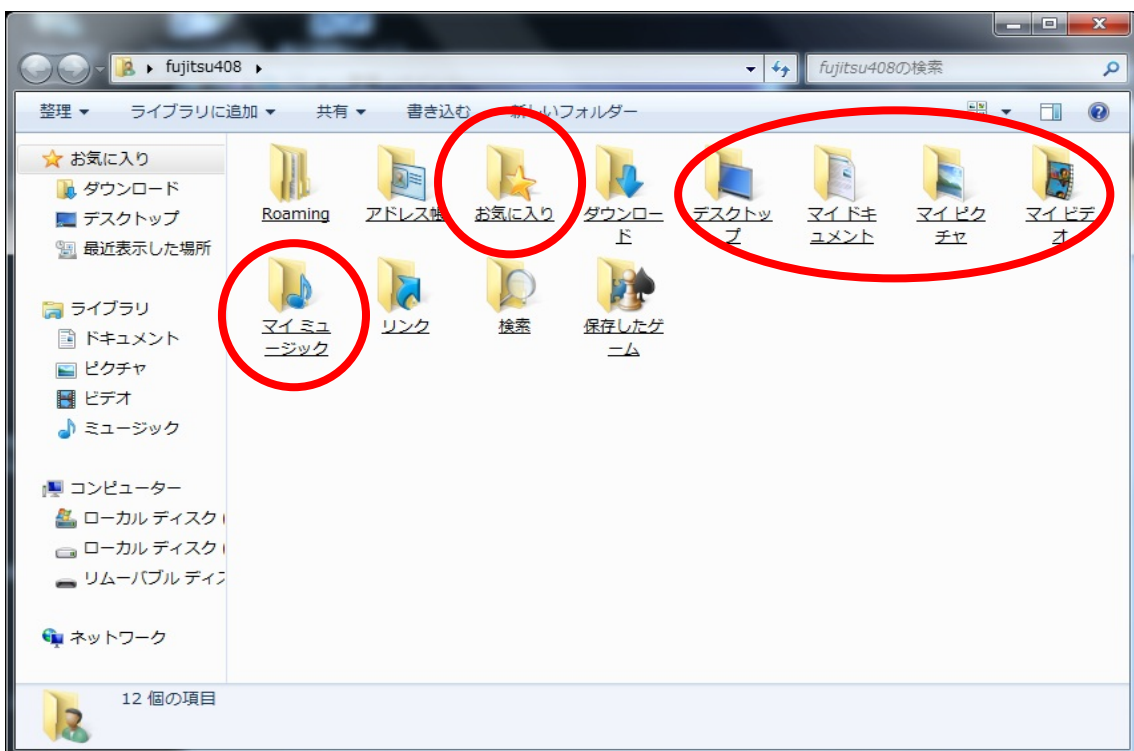 fujitsu408
fujitsu408の検索
整理 ライブラリに追加 共有 書き込む 新しいフォルダー
お気に入り
ダウンロード
デスクトップ
最近表示した場所
ライブラリ
ドキュメント
ピクチャ
ビデオ
ミュージック
コンピューター
ローカル ディスク (
ローカル ディスク (
リムーバブル ディス
ネットワーク
Roaming アドレス帳 お気に入り ダウンロー デスクトッ マイ ドキ マイ ピク マイ ビデ
ド プ ュメント チャ オ
マイ ミュ リンク 検索 保存したゲ
ージック ーム
12 個の項目